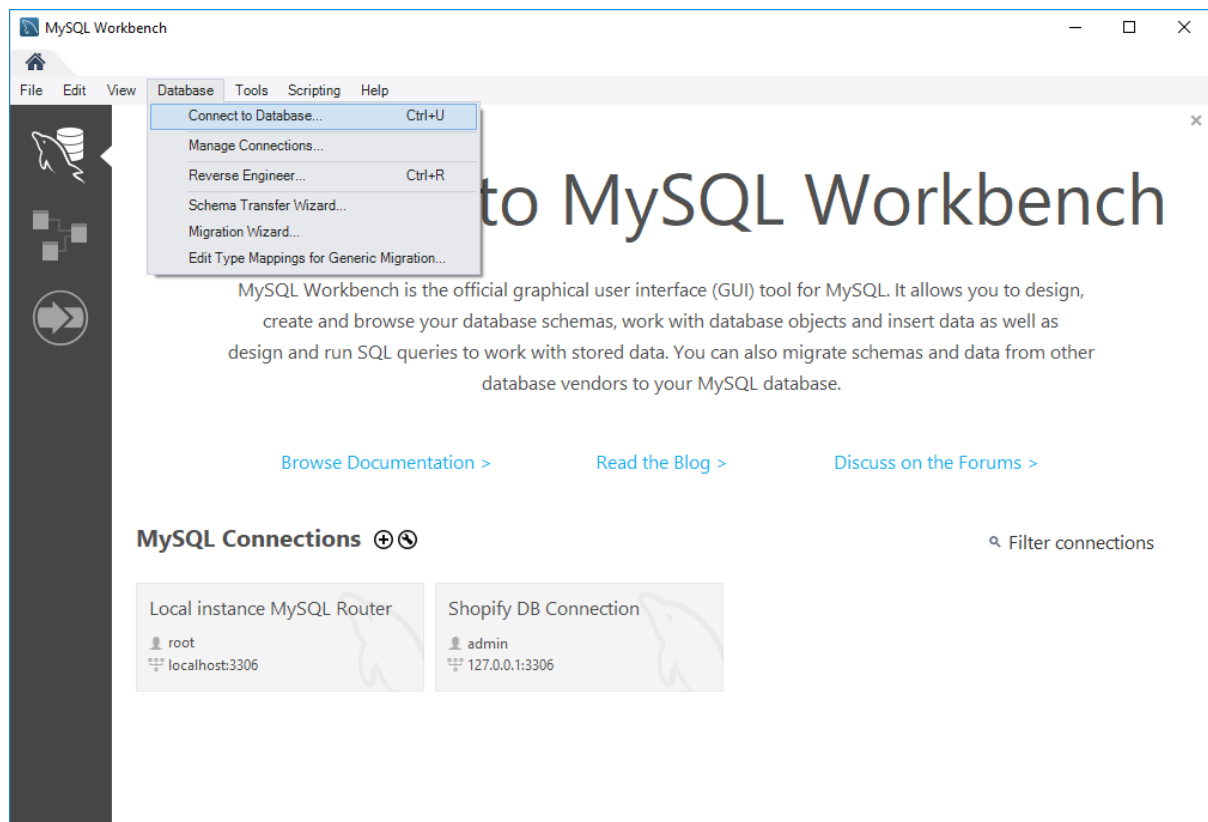 MySQL Workbench
File Edit View Database Tools Scripting Help
Connect to Database... Ctrl+U
Manage Connections...
Reverse Engineer... Ctrl+R
Schema Transfer Wizard...
Migration Wizard...
Edit Type Mappings for Generic Migration...
to MySQL Workbench
MySQL Workbench is the official graphical user interface (GUI) tool for MySQL. It allows you to design,
create and browse your database schemas, work with database objects and insert data as well as
design and run SQL queries to work with stored data. You can also migrate schemas and data from other
database vendors to your MySQL database.
Browse Documentation > Read the Blog > Discuss on the Forums >
MySQL Connections Filter connections
Local instance MySQL Router Shopify DB Connection
root admin
localhost:3306 127.0.0.1:3306